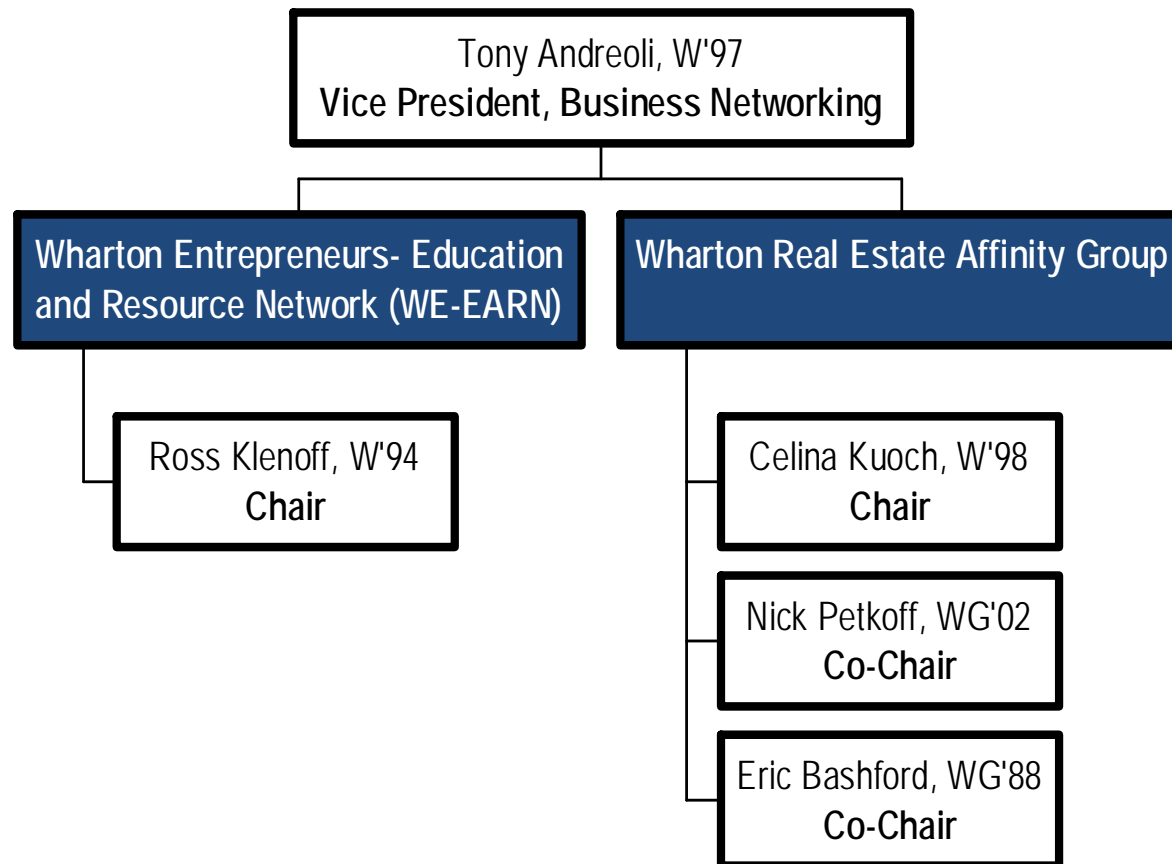 Tony Andreoli, W'97
Vice President, Business Networking
Wharton Entrepreneurs- Education
and Resource Network (WE-EARN)
Wharton Real Estate Affinity Group
Ross Klenoff, W'94
Chair
Celina Kuoch, W'98
Chair
Nick Petkoff, WG'02
Co-Chair
Eric Bashford, WG'88
Co-Chair